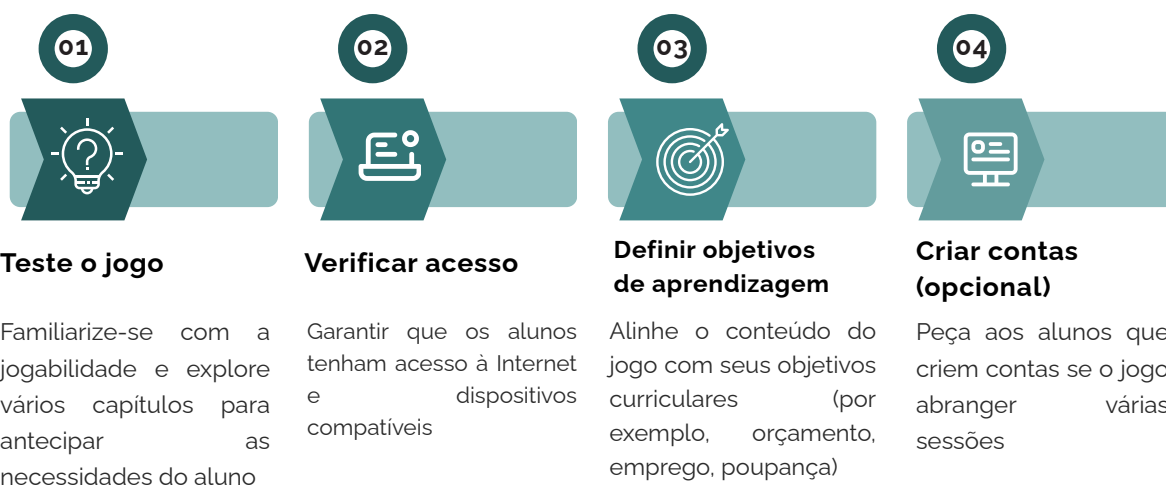 01
Teste o jogo
Familiarize-se com a
jogabilidade e explore
vários capítulos para
antecipar as
necessidades do aluno
02
Verificar acesso
Garantir que os alunos
tenham acesso à Internet
e dispositivos
compatíveis
03
Definir objetivos
de aprendizagem
Alinhe o conteúdo do
jogo com seus objetivos
curriculares (por
exemplo, orçamento,
emprego, poupança)
04
Criar contas
(opcional)
Peça aos alunos que
criem contas se o jogo
abranger várias
sessões